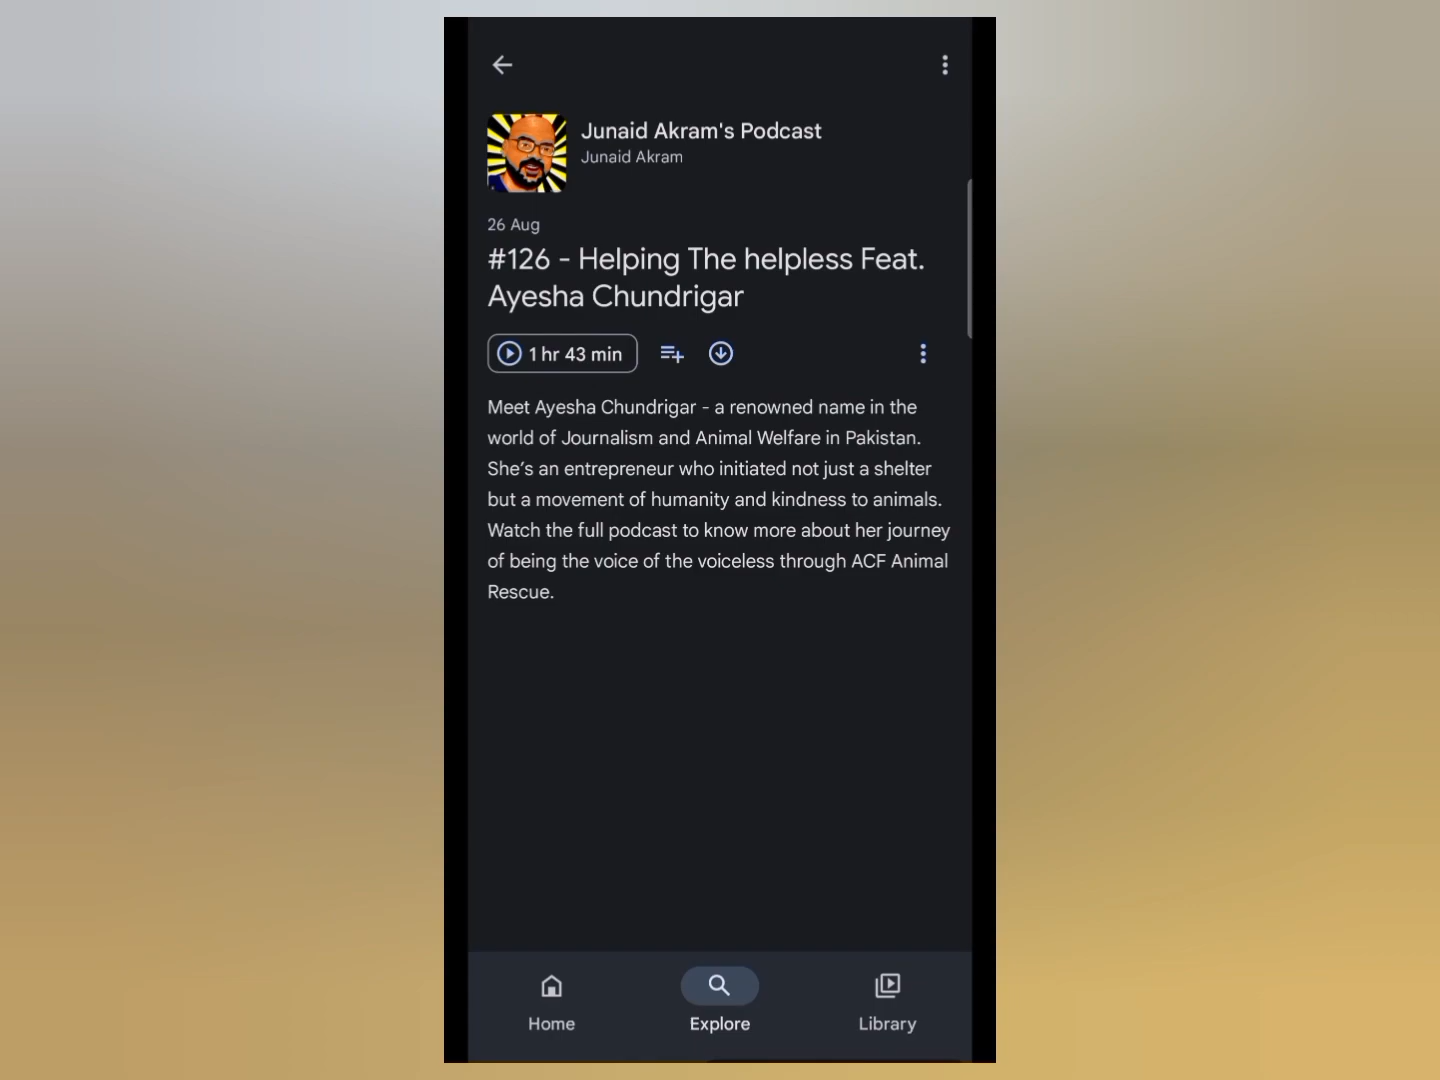 Junaid Akram's Podcast
Junaid Akram
26 Aug
#126 - Helping The helpless Feat.
Ayesha Chundrigar
1 hr 43 min
Meet Ayesha Chundrigar - a renowned name in the
world of Journalism and Animal Welfare in Pakistan.
She’s an entrepreneur who initiated not just a shelter
but a movement of humanity and kindness to animals.
Watch the full podcast to know more about her journey
of being the voice of the voiceless through ACF Animal
Rescue.
Home
Explore
Library